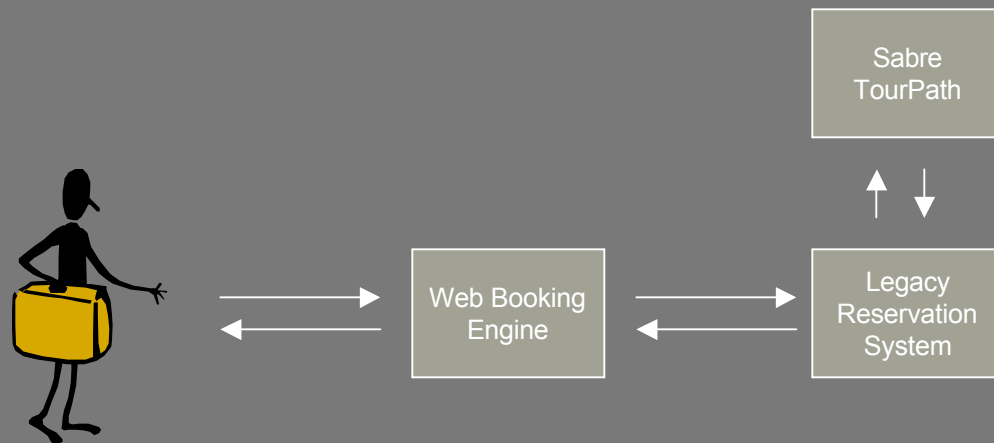 Sabre
TourPath
Web Booking
Engine
Legacy
Reservation
System